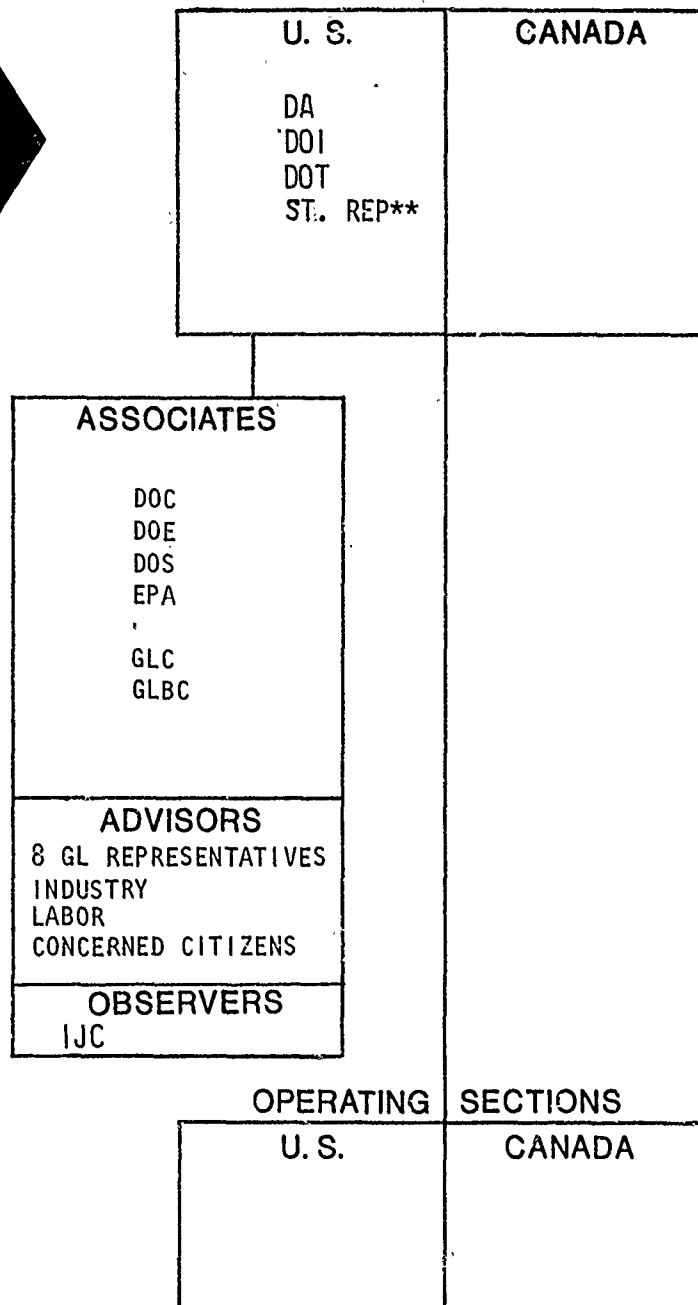 U. S. CANADA
DA
DOI
DOT
ST. REP**
ASSOCIATES
DOC
DOE
DOS
EPA
GLC
GLBC
ADVISORS
8 GL REPRESENTATIVES
INDUSTRY
LABOR
CONCERNED CITIZENS
OBSERVERS
IJC
OPERATING SECTIONS
U. S. CANADA